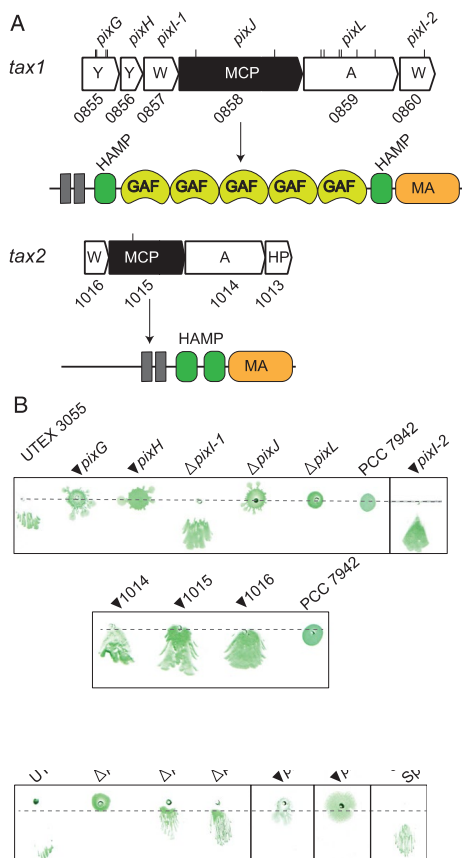 A
pixG pixH pixI-1 pixJ pixL pixI-2
tax1 Y Y W MCP A W
0855 0856 0857 0858 0859 0860
HAMP HAMP
GAF GAF GAF GAF GAF MA
tax2 W MCP A HP
1016 1015 1014 1013
HAMP
MA
B
UTEX 3055 ▼pixG ▼pixH ΔpixI-1 ΔpixJ ΔpixL PCC 7942 ▼pixI-2
▼1014 ▼1015 ▼1016 PCC 7942